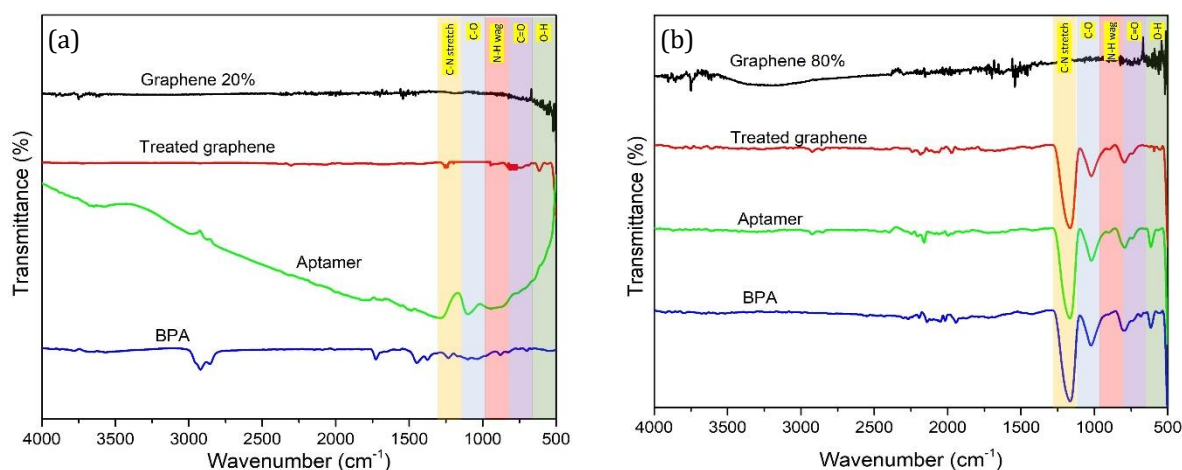 (a)
C-N stretch
C-O
N-H wag
C=O
O-H
Graphene 20%
Treated graphene
Aptamer
BPA
Transmittance (%)
4000 3500 3000 2500 2000 1500 1000 500
Wavenumber (cm⁻¹)
(b)
C-N stretch
C-O
N-H wag
C=O
O-H
Graphene 80%
Treated graphene
Aptamer
BPA
Transmittance (%)
4000 3500 3000 2500 2000 1500 1000 500
Wavenumber (cm⁻¹)